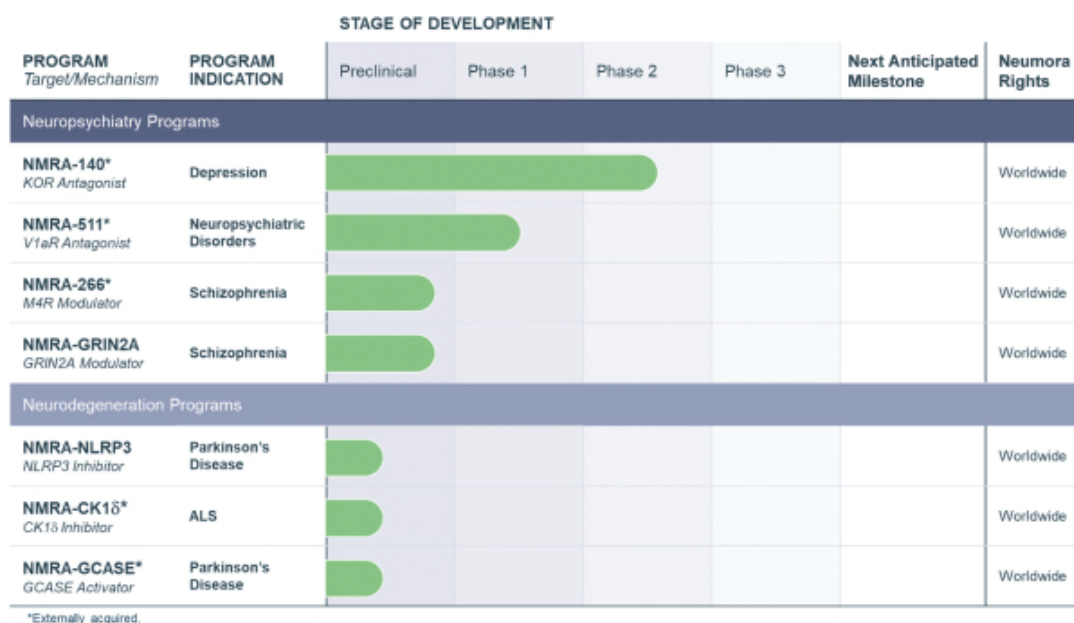 STAGE OF DEVELOPMENT
PROGRAM
Target/Mechanism
PROGRAM
INDICATION
Preclinical
Phase 1
Phase 2
Phase 3
Next Anticipated
Milestone
Neumora
Rights
Neuropsychiatry Programs
NMRA-140*
KOR Antagonist
Depression
Worldwide
NMRA-511*
V1aR Antagonist
Neuropsychiatric
Disorders
Worldwide
NMRA-266*
M4R Modulator
Schizophrenia
Worldwide
NMRA-GRIN2A
GRIN2A Modulator
Schizophrenia
Worldwide
Neurodegeneration Programs
NMRA-NLRP3
NLRP3 Inhibitor
Parkinson's
Disease
Worldwide
NMRA-CK1δ*
CK1δ Inhibitor
ALS
Worldwide
NMRA-GCASE*
GCASE Activator
Parkinson's
Disease
Worldwide
*Externally acquired.